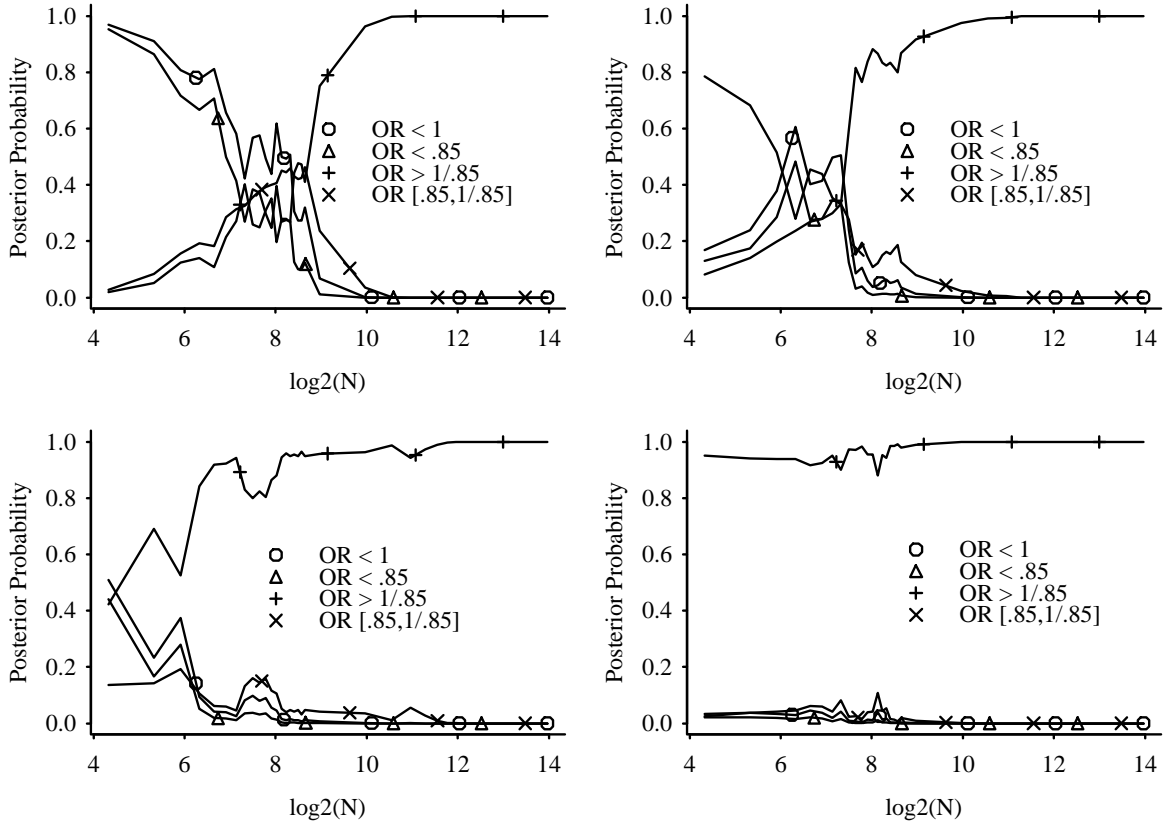 Posterior Probability
1.0
0.8
0.6
0.4
0.2
0.0
OR < 1
OR < .85
OR > 1/.85
OR [.85,1/.85]
4 6 8 10 12 14
log2(N)
Posterior Probability
1.0
0.8
0.6
0.4
0.2
0.0
OR < 1
OR < .85
OR > 1/.85
OR [.85,1/.85]
4 6 8 10 12 14
log2(N)
Posterior Probability
1.0
0.8
0.6
0.4
0.2
0.0
OR < 1
OR < .85
OR > 1/.85
OR [.85,1/.85]
4 6 8 10 12 14
log2(N)
Posterior Probability
1.0
0.8
0.6
0.4
0.2
0.0
OR < 1
OR < .85
OR > 1/.85
OR [.85,1/.85]
4 6 8 10 12 14
log2(N)